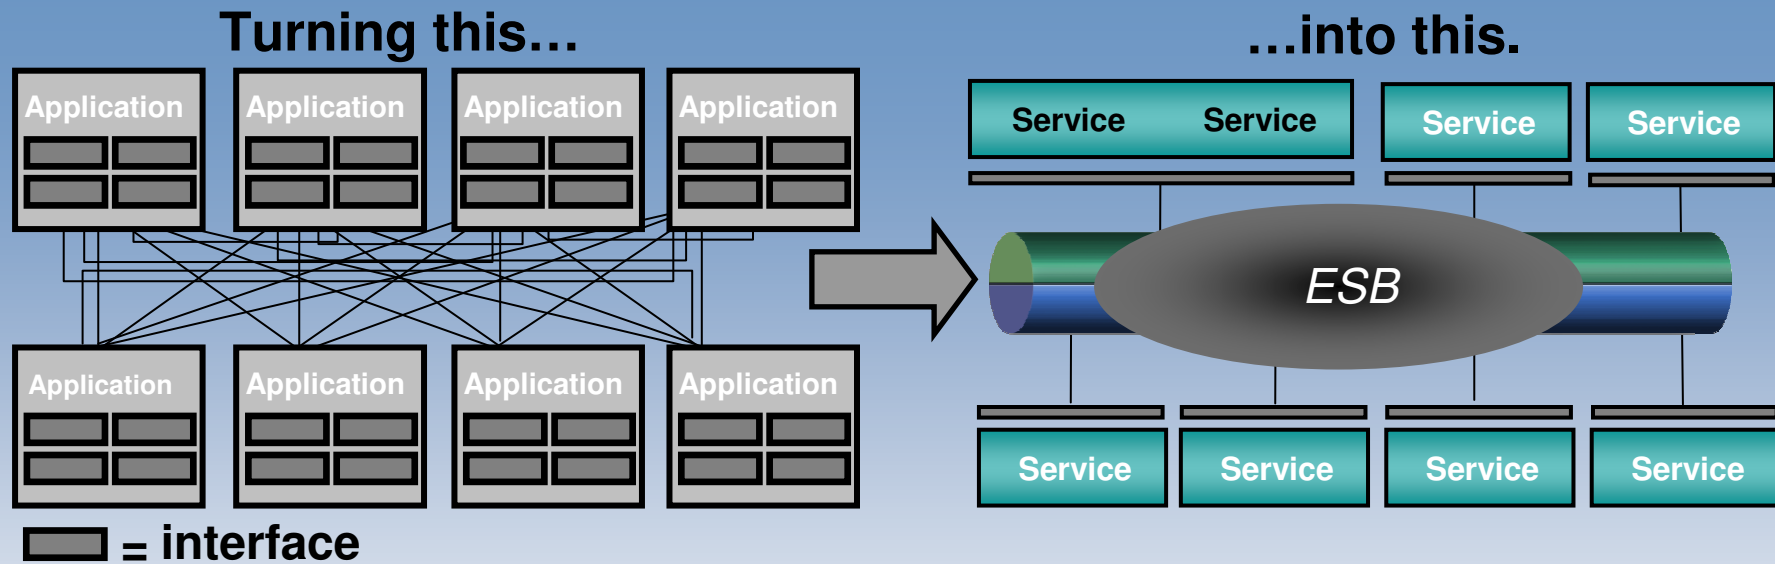 Turning this…
…into this.
Application Application Application Application
Service Service Service Service
ESB
Application Application Application Application
Service Service Service Service
= interface